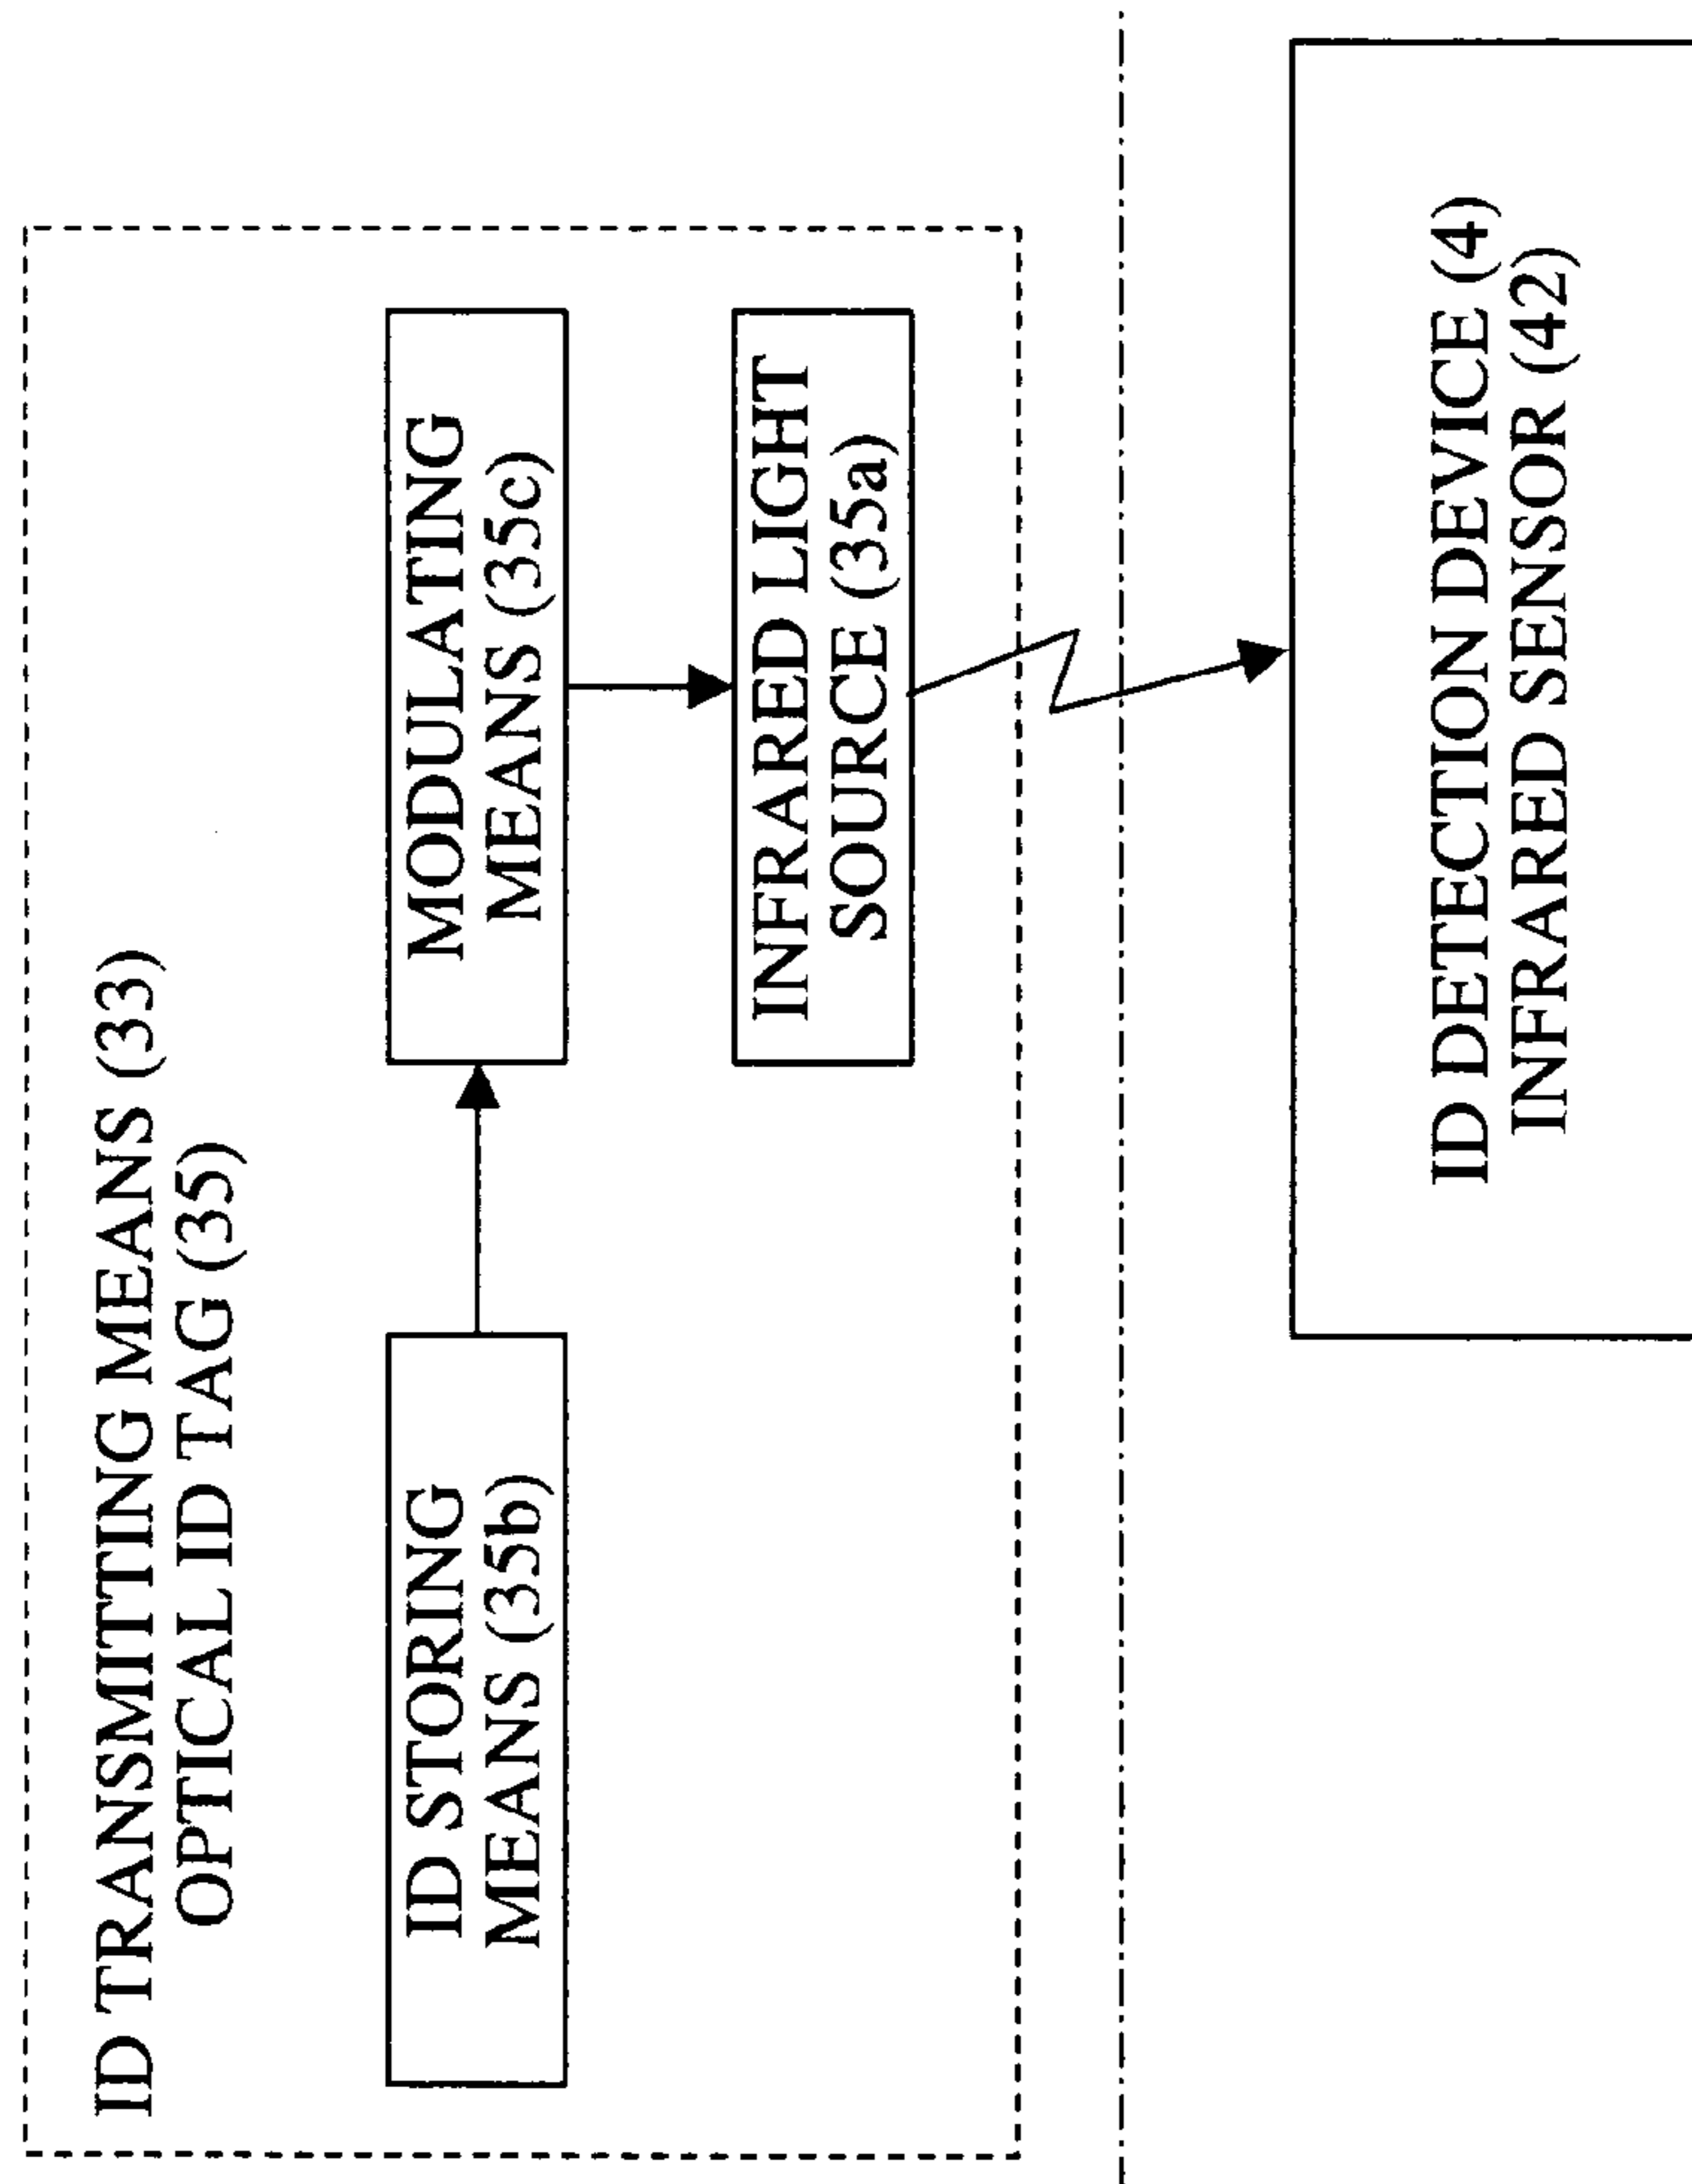 ID TRANSMITTING MEANS (33)
OPTICAL ID TAG (35)
ID STORING
MEANS (35b)
MODULATING
MEANS (35c)
INFRARED LIGHT
SOURCE (35a)
ID DETECTION DEVICE (4)
INFRARED SENSOR (42)